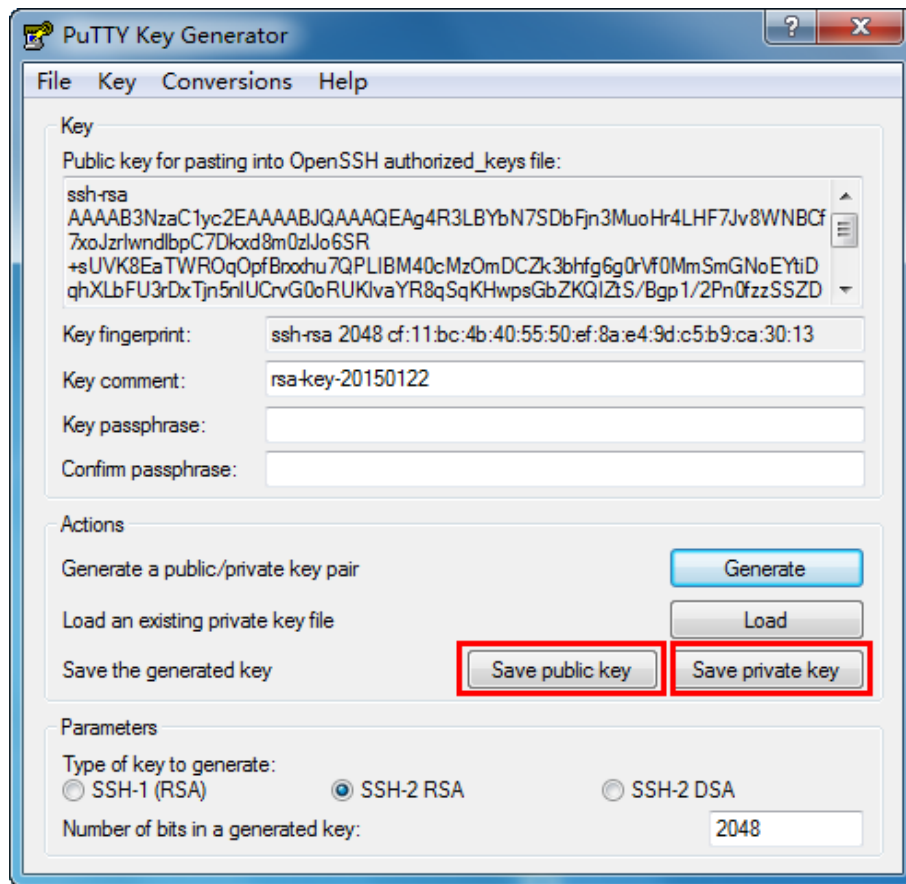 PuTTY Key Generator
File Key Conversions Help
Key
Public key for pasting into OpenSSH authorized_keys file:
ssh-rsa
AAAAB3NzaC1yc2EAAAABJQAAAQEAg4R3LBYbN7SDbFjn3MuoHr4LHF7Jv8WNBCf
7xoJzrlwndlbpC7Dkxd8m0zlJo6SR
+sUVK8EaTWROqOpfBrxxhu7QPLIBM40cMzOmDCZk3bhfg6g0rVf0MmSmGNoEYtiD
qhXLbFU3rDxTjn5nIUCrvG0oRUKIvaYR8qSqKHwpsGbZKQIZtS/Bgp1/2Pn0fzzSSZD
Key fingerprint: ssh-rsa 2048 cf:11:bc:4b:40:55:50:ef:8a:e4:9d:c5:b9:ca:30:13
Key comment: rsa-key-20150122
Key passphrase:
Confirm passphrase:
Actions
Generate a public/private key pair Generate
Load an existing private key file Load
Save the generated key Save public key Save private key
Parameters
Type of key to generate:
SSH-1 (RSA) SSH-2 RSA SSH-2 DSA
Number of bits in a generated key: 2048